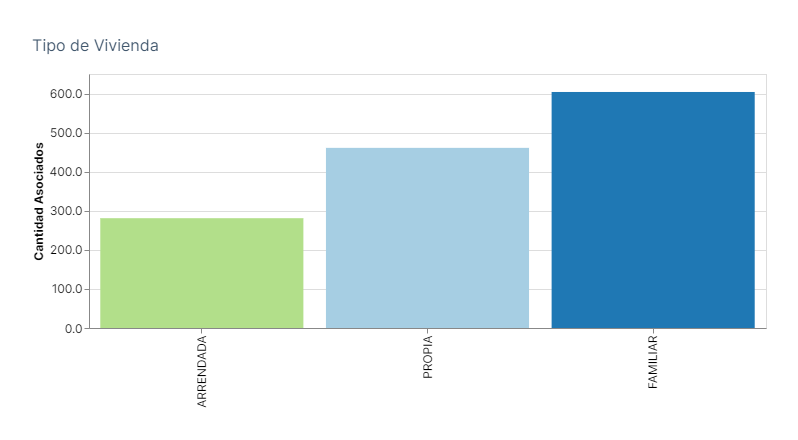 Tipo de Vivienda
Cantidad Asociados
600.0
500.0
400.0
300.0
200.0
100.0
0.0
ARRENDADA
PROPIA
FAMILIAR